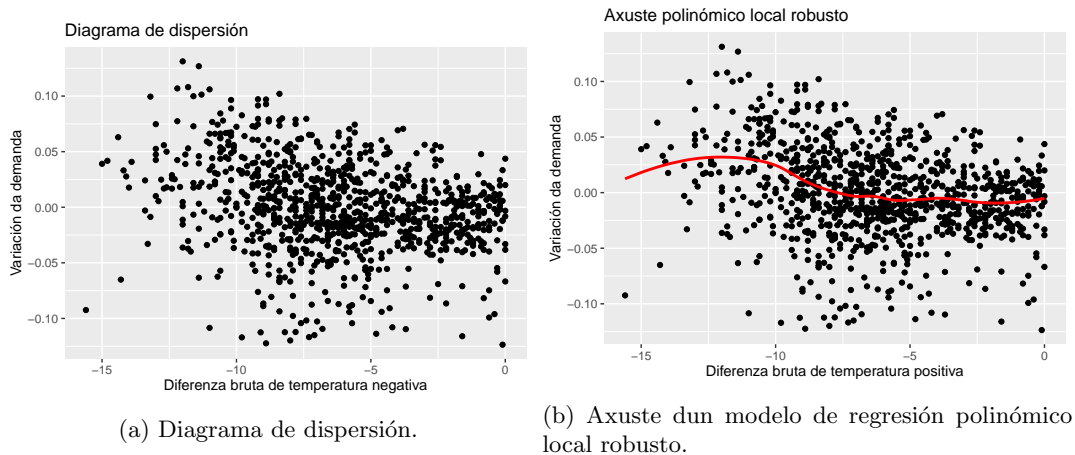 Diagrama de dispersión
Variación da demanda
0.10
0.05
0.00
−0.05
−0.10
−15
−10
−5
0
Diferenza bruta de temperatura negativa
(a) Diagrama de dispersión.
Axuste polinómico local robusto
Variación da demanda
0.10
0.05
0.00
−0.05
−0.10
−15
−10
−5
0
Diferenza bruta de temperatura positiva
(b) Axuste dun modelo de regresión polinómico
local robusto.